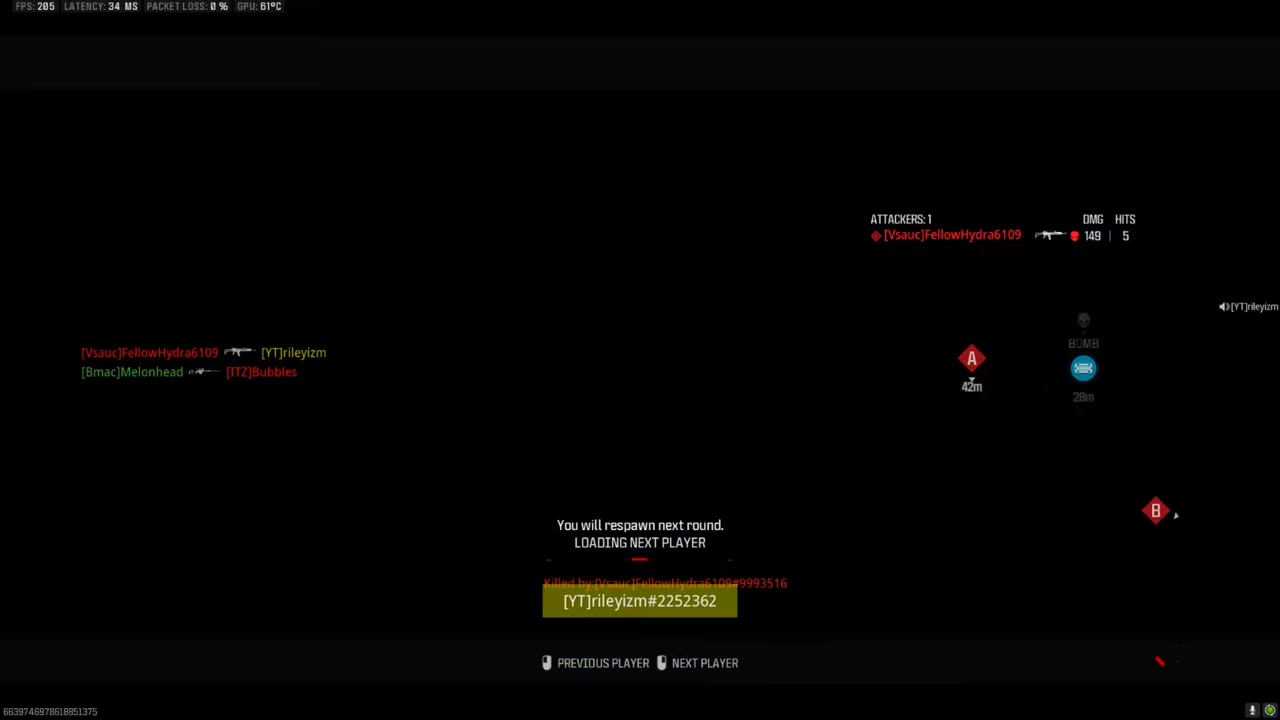 FPS: 205 LATENCY: 34 MS PACKET LOSS: 0 % GPU: 61°C
ATTACKERS: 1 DMG HITS
[Vsauc]FellowHydra6109 149 | 5
[YT]rileyizm
BOMB
[Vsauc]FellowHydra6109 [YT]rileyizm
A
[Bmac]Melonhead [ITZ]Bubbles
42m
28m
B
You will respawn next round.
LOADING NEXT PLAYER
Killed by:[Vsauc]FellowHydra6109#9993516
[YT]rileyizm#2252362
PREVIOUS PLAYER NEXT PLAYER
6639746978618851375